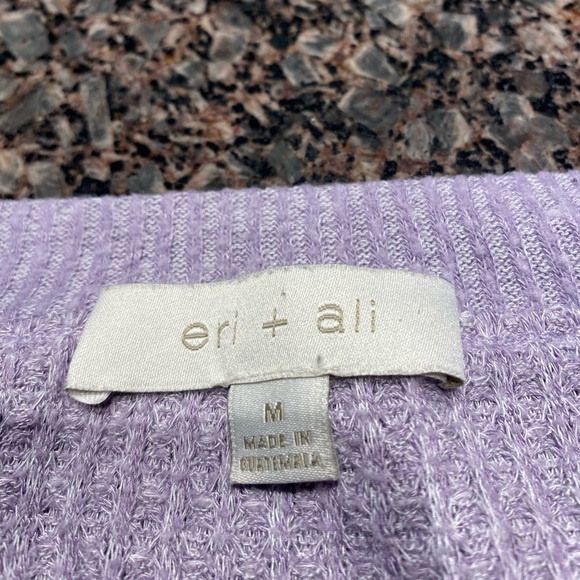 eri + ali
M
MADE IN
GUATEMALA